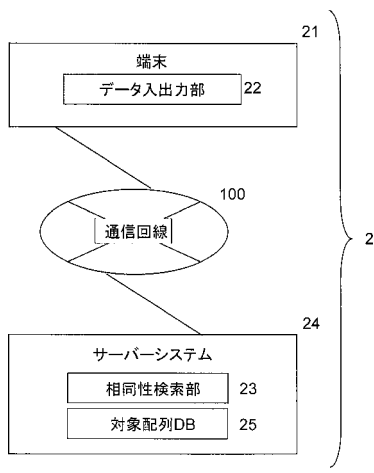 21
端末
データ入出力部 22
100
通信回線
2
24
サーバーシステム
相同性検索部 23
対象配列DB 25